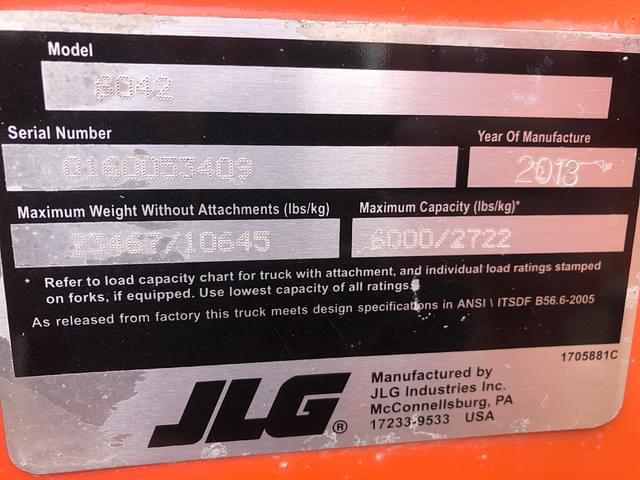 Model
6042
Serial Number
0160053409
Year Of Manufacture
2013
Maximum Weight Without Attachments (lbs/kg)
23467/10645
Maximum Capacity (lbs/kg)*
6000/2722
* Refer to load capacity chart for truck with attachment, and individual load ratings stamped
on forks, if equipped. Use lowest capacity of all ratings.
As released from factory this truck meets design specifications in ANSI \ ITSDF B56.6-2005
1705881C
JLG®
Manufactured by
JLG Industries Inc.
McConnellsburg, PA
17233-9533 USA